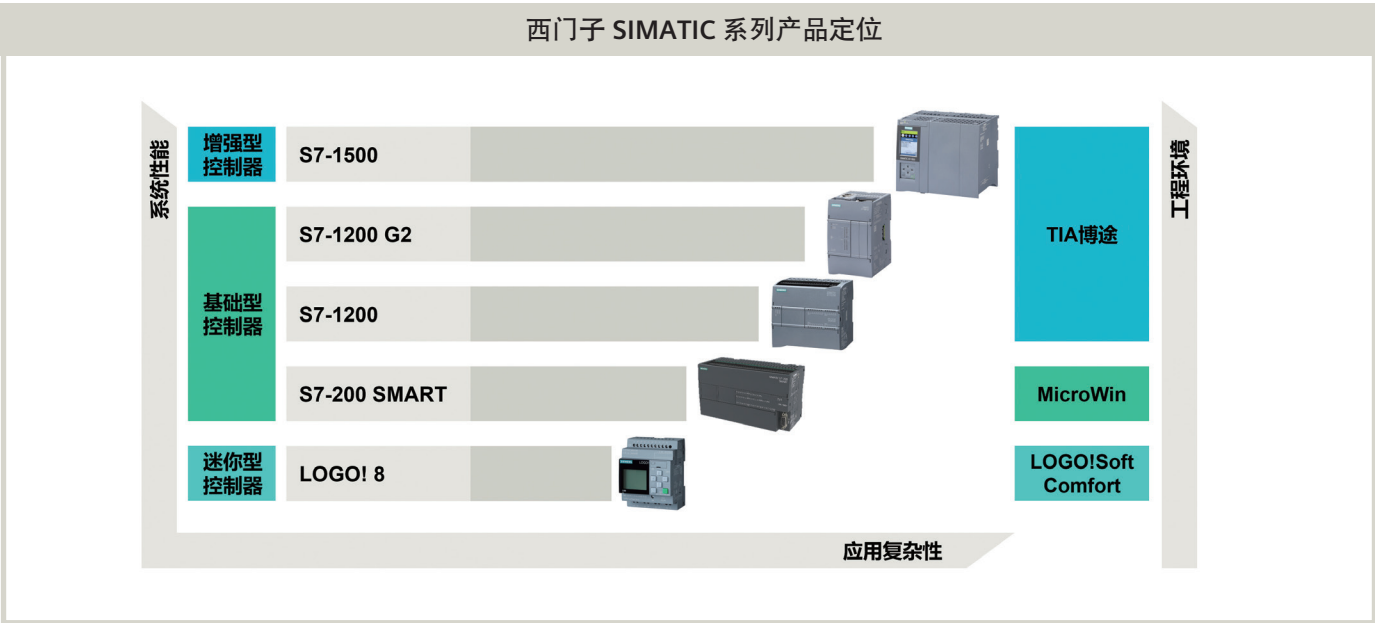 西门子 SIMATIC 系列产品定位
系统性能
增强型
控制器
S7-1500
S7-1200 G2
基础型
控制器
S7-1200
S7-200 SMART
迷你型
控制器
LOGO! 8
TIA博途
MicroWin
LOGO!Soft
Comfort
工程环境
应用复杂性